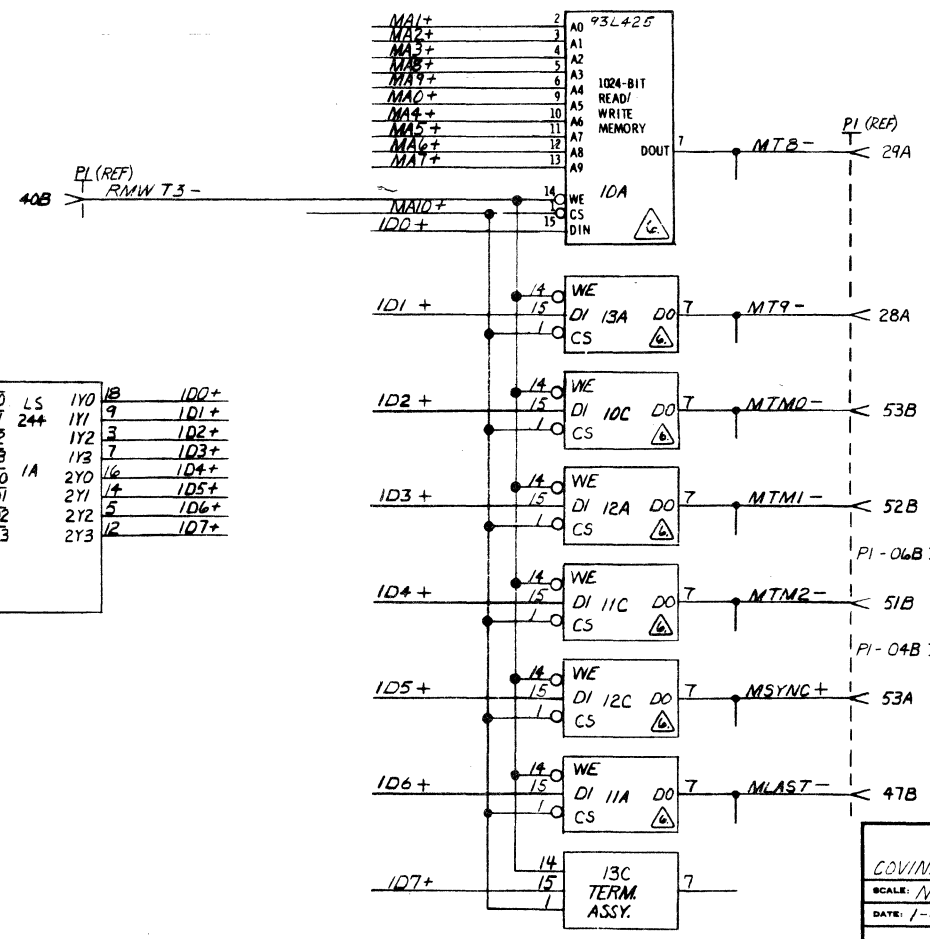 MA1+ 2 A0 93L425
MA2+ 3 A1
MA3+ 4 A2
MA8+ 5 A3
MA9+ 6 A4 1024-BIT
MA0+ 9 A5 READ/
MA4+ 10 A6 WRITE
MA5+ 11 A7 MEMORY
MA6+ 12 A8 DOUT 7 MT8- 29A
MA7+ 13 A9
P1 (REF)
P1 (REF)
40B RMW T3- 14 WE 10A
MA10+ 1 CS
ID0+ 15 DIN 6.
14 WE
ID1+ 15 DI 13A DO 7 MT9- 28A
1 CS 6.
14 WE
ID2+ 15 DI 10C DO 7 MTM0- 53B
1 CS 6.
LS 1Y0 18 ID0+
244 1Y1 9 ID1+
1Y2 3 ID2+
1Y3 7 ID3+
1A 2Y0 16 ID4+
2Y1 14 ID5+
2Y2 5 ID6+
2Y3 12 ID7+
14 WE
ID3+ 15 DI 12A DO 7 MTM1- 52B
1 CS 6.
P1-06B
14 WE
ID4+ 15 DI 11C DO 7 MTM2- 51B
1 CS 6.
P1-04B
14 WE
ID5+ 15 DI 12C DO 7 MSYNC+ 53A
1 CS 6.
14 WE
ID6+ 15 DI 11A DO 7 MLAST- 47B
1 CS 6.
14 13C
ID7+ 15 TERM. 7
1 ASSY.
COVIN
SCALE: N
DATE: 1-